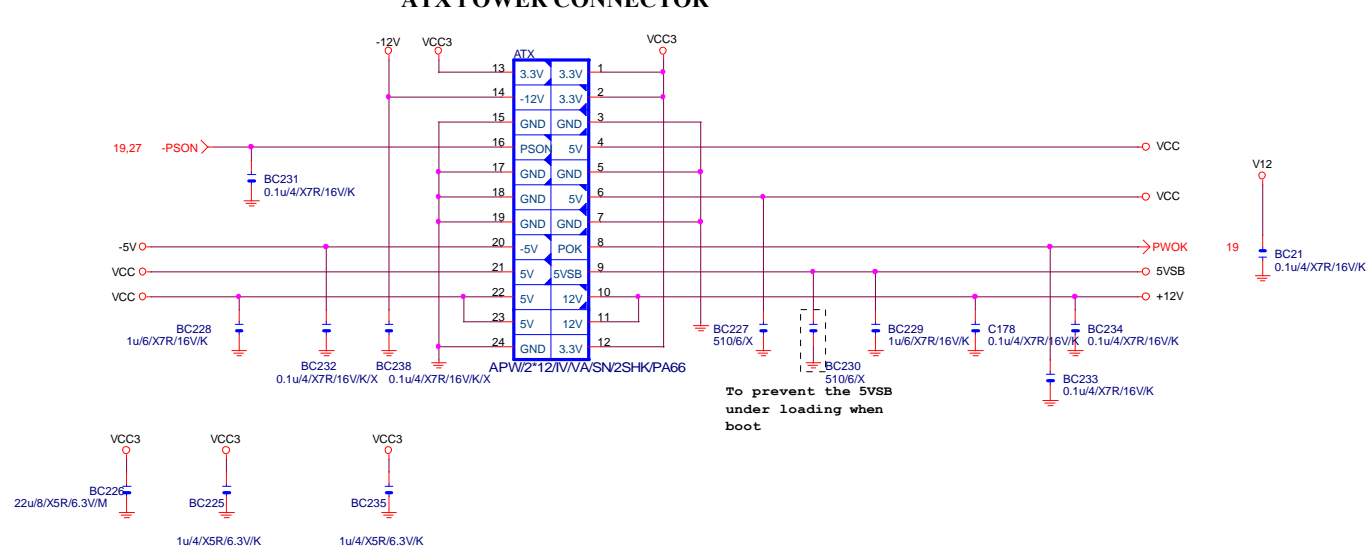 ATX POWER CONNECTOR
-12V
VCC3
VCC3
ATX
13 3.3V 3.3V 1
14 -12V 3.3V 2
15 GND GND 3
16 PSON 5V 4
17 GND GND 5
18 GND 5V 6
19 GND GND 7
20 -5V POK 8
21 5V 5VSB 9
22 5V 12V 10
23 5V 12V 11
24 GND 3.3V 12
APW/2*12/IV/VA/SN/2SHK/PA66
19,27 -PSON
BC231
0.1u/4/X7R/16V/K
-5V
VCC
VCC
BC228
1u/6/X7R/16V/K
BC232
0.1u/4/X7R/16V/K/X
BC238
0.1u/4/X7R/16V/K/X
VCC
VCC
PWOK 19
5VSB
+12V
V12
BC21
0.1u/4/X7R/16V/K
BC227
510/6/X
BC230
510/6/X
BC229
1u/6/X7R/16V/K
C178
0.1u/4/X7R/16V/K
BC234
0.1u/4/X7R/16V/K
BC233
0.1u/4/X7R/16V/K
To prevent the 5VSB
under loading when
boot
VCC3
BC226
22u/8/X5R/6.3V/M
VCC3
BC225
1u/4/X5R/6.3V/K
VCC3
BC235
1u/4/X5R/6.3V/K